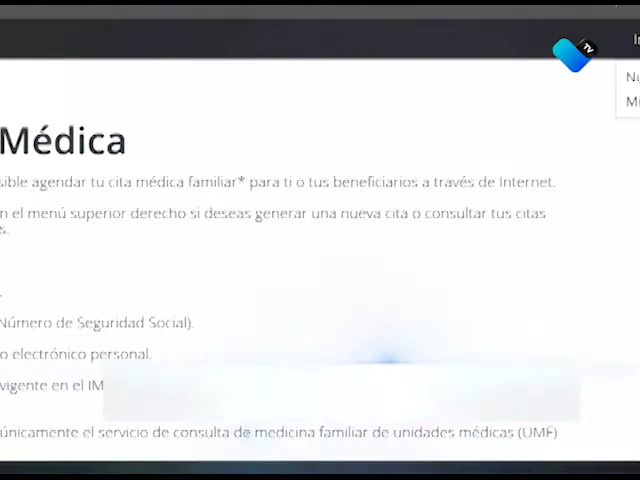 TV
Médica
sible agendar tu cita médica familiar* para ti o tus beneficiarios a través de Internet.
n el menú superior derecho si deseas generar una nueva cita o consultar tus citas
s.
Número de Seguridad Social).
o electrónico personal.
vigente en el IM
únicamente el servicio de consulta de medicina familiar de unidades médicas (UMF)